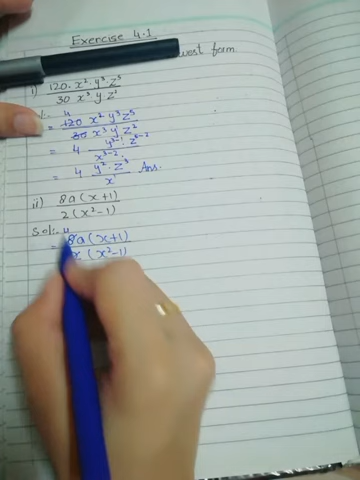 Exercise 4.1
west form
i) 120 x² y³ z⁵ / 30 x³ y z²
= 4 120 x² y³ z⁵ / 30 x³ y z²
= 4 y³⁻¹ z⁵⁻² / x³⁻²
= 4 y² z³ / x Ans.
ii) 8a (x+1) / 2 (x²-1)
Sol:-
= 4 8a (x+1) / 2 (x²-1)